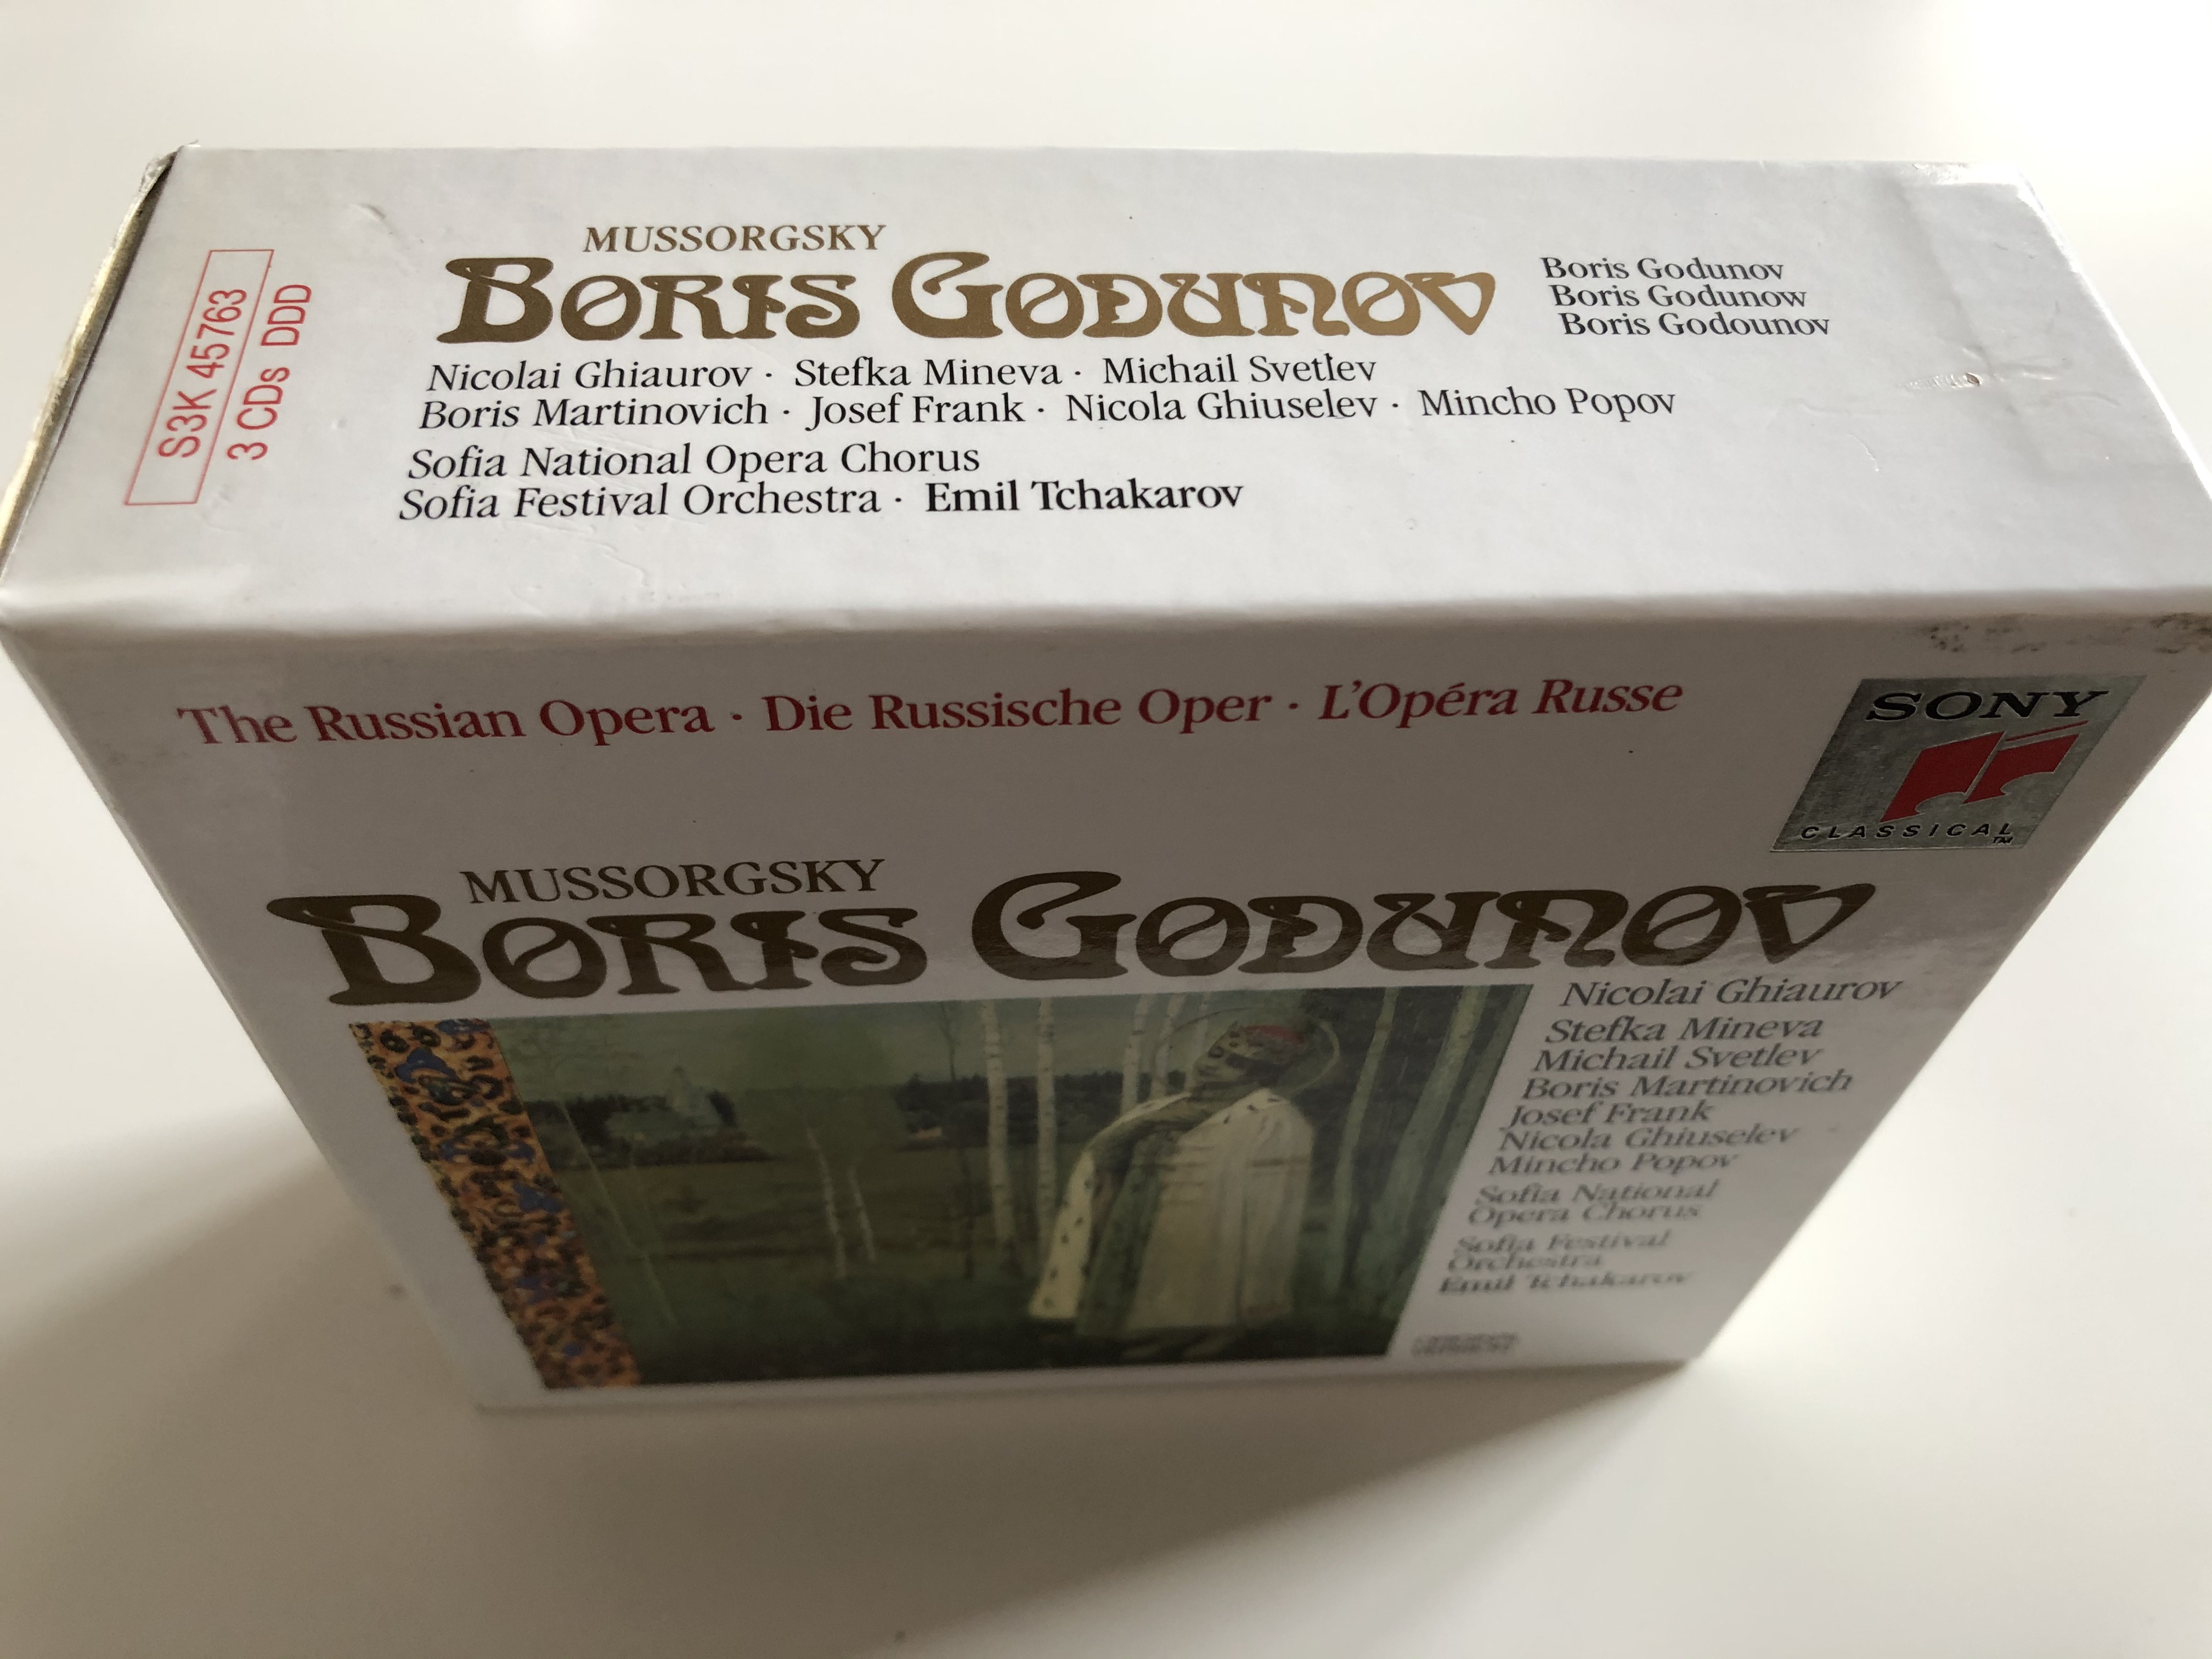 S3K 45763
3 CDs DDD
MUSSORGSKY
BORIS GODUNOV
Boris Godunov
Boris Godunow
Boris Godounov
Nicolai Ghiaurov · Stefka Mineva · Michail Svetlev
Boris Martinovich · Josef Frank · Nicola Ghiuselev · Mincho Popov
Sofia National Opera Chorus
Sofia Festival Orchestra · Emil Tchakarov
The Russian Opera · Die Russische Oper · L'Opéra Russe
SONY
CLASSICAL™
MUSSORGSKY
BORIS GODUNOV
Nicolai Ghiaurov
Stefka Mineva
Michail Svetlev
Boris Martinovich
Josef Frank
Nicola Ghiuselev
Mincho Popov
Sofia National
Opera Chorus
Sofia Festival
Orchestra
Emil Tchakarov